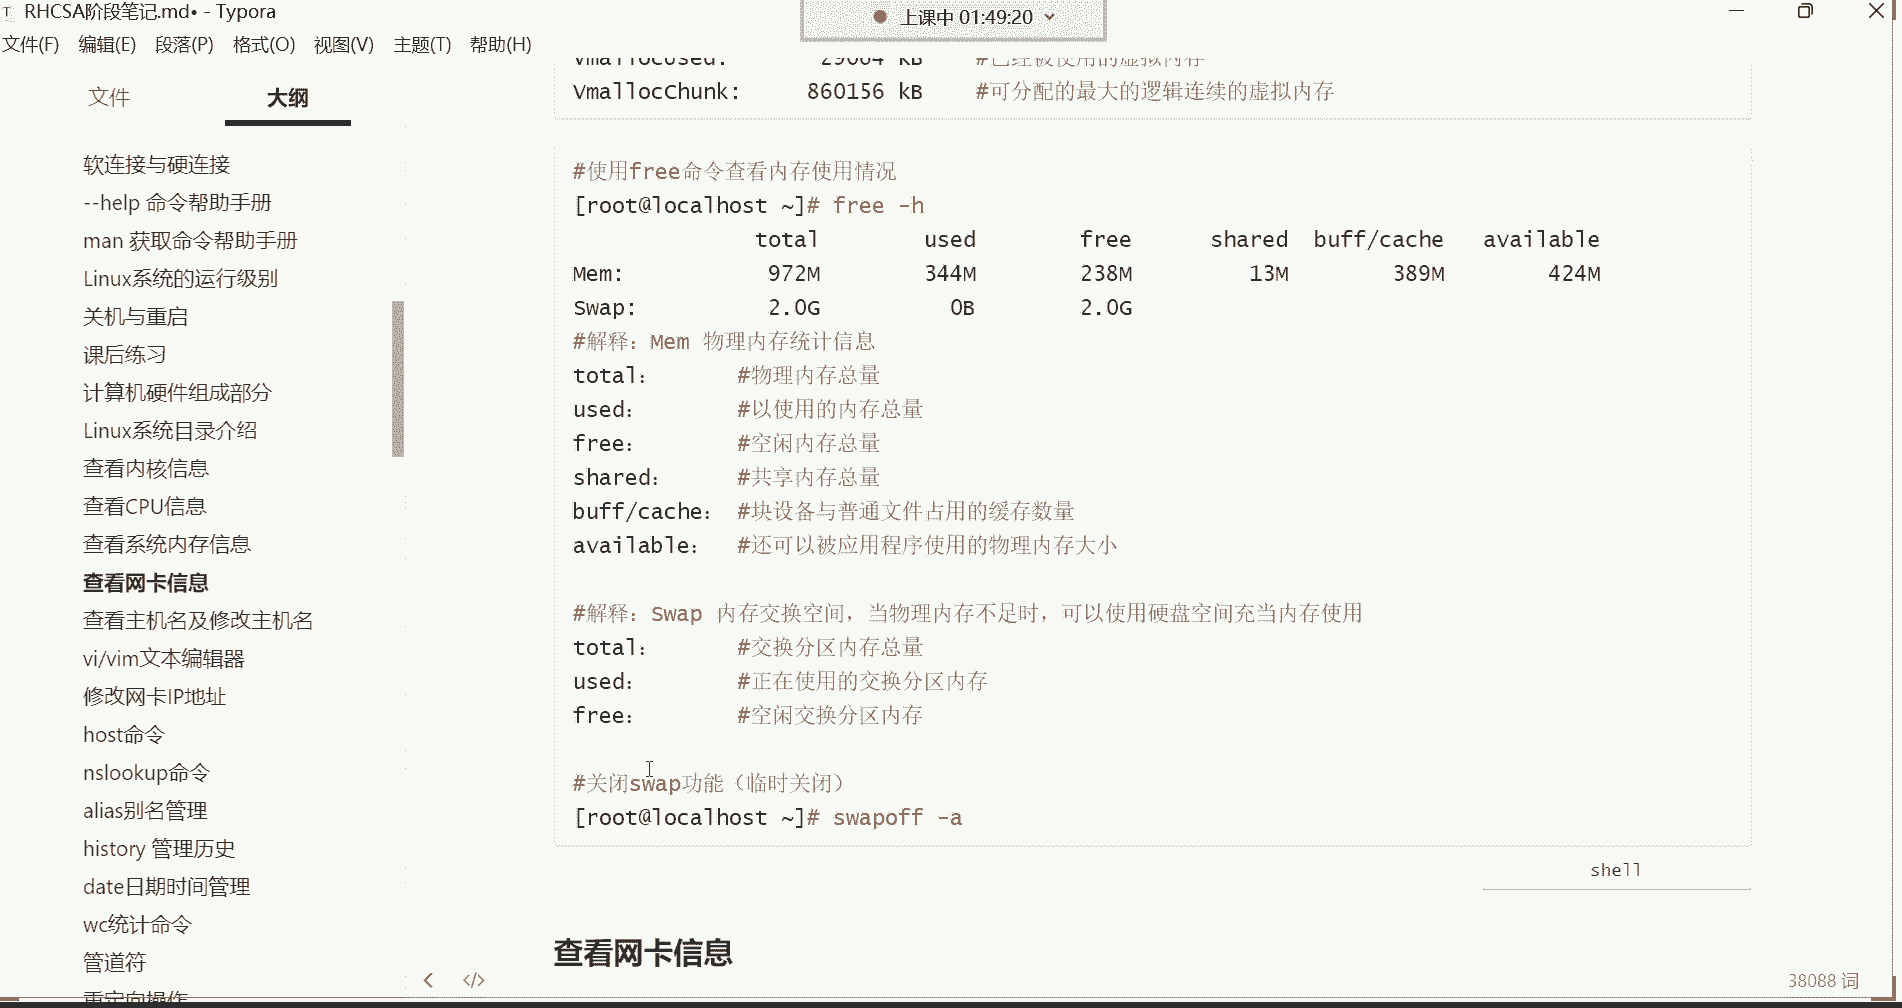 RHCSA阶段笔记.md• - Typora
上课中 01:49:20
文件(F) 编辑(E) 段落(P) 格式(O) 视图(V) 主题(T) 帮助(H)
文件 大纲
软连接与硬连接
--help 命令帮助手册
man 获取命令帮助手册
Linux系统的运行级别
关机与重启
课后练习
计算机硬件组成部分
Linux系统目录介绍
查看内核信息
查看CPU信息
查看系统内存信息
查看网卡信息
查看主机名及修改主机名
vi/vim文本编辑器
修改网卡IP地址
host命令
nslookup命令
alias别名管理
history 管理历史
date日期时间管理
wc统计命令
管道符
重定向操作
VmallocUsed: 29064 kB #已经被使用的虚拟内存
VmallocChunk: 860156 kB #可分配的最大的逻辑连续的虚拟内存
#使用free命令查看内存使用情况
[root@localhost ~]# free -h
total used free shared buff/cache available
Mem: 972M 344M 238M 13M 389M 424M
Swap: 2.0G 0B 2.0G
#解释：Mem 物理内存统计信息
total： #物理内存总量
used： #以使用的内存总量
free： #空闲内存总量
shared： #共享内存总量
buff/cache： #块设备与普通文件占用的缓存数量
available： #还可以被应用程序使用的物理内存大小
#解释：Swap 内存交换空间，当物理内存不足时，可以使用硬盘空间充当内存使用
total： #交换分区内存总量
used： #正在使用的交换分区内存
free： #空闲交换分区内存
#关闭swap功能（临时关闭）
[root@localhost ~]# swapoff -a
shell
查看网卡信息
38088 词